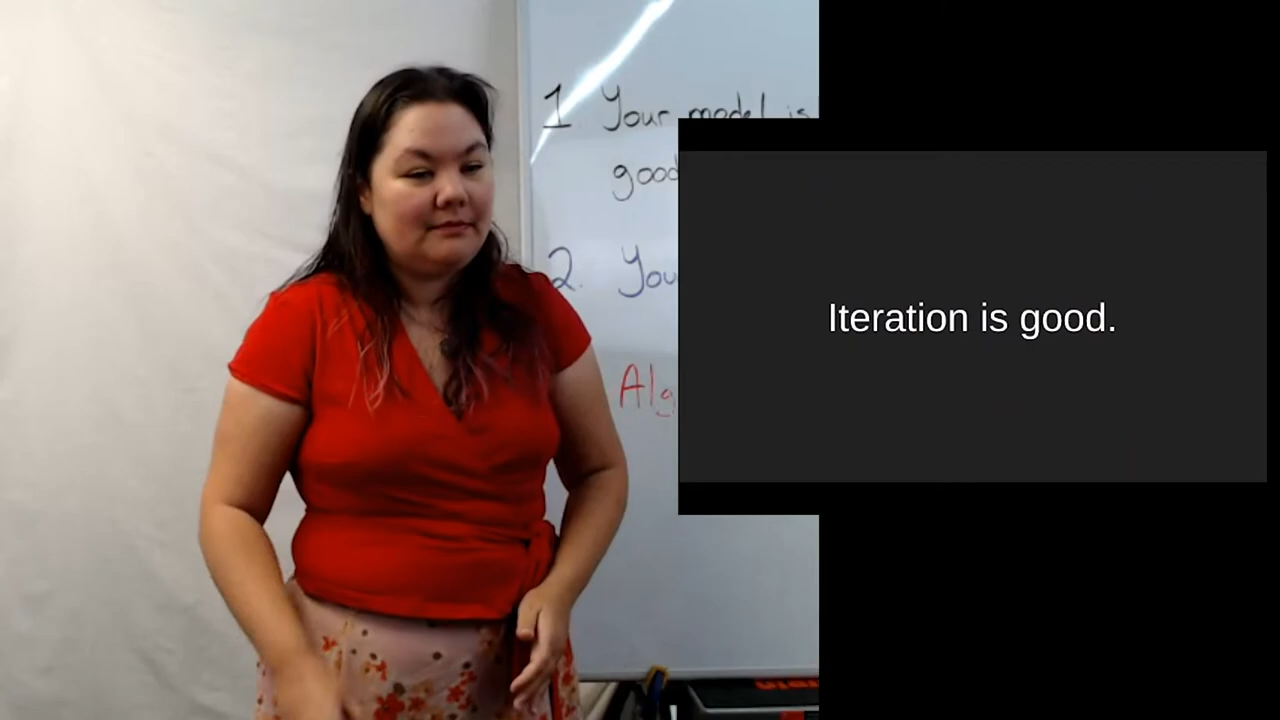 1. Your model is
good
2. You
Alg
Iteration is good.